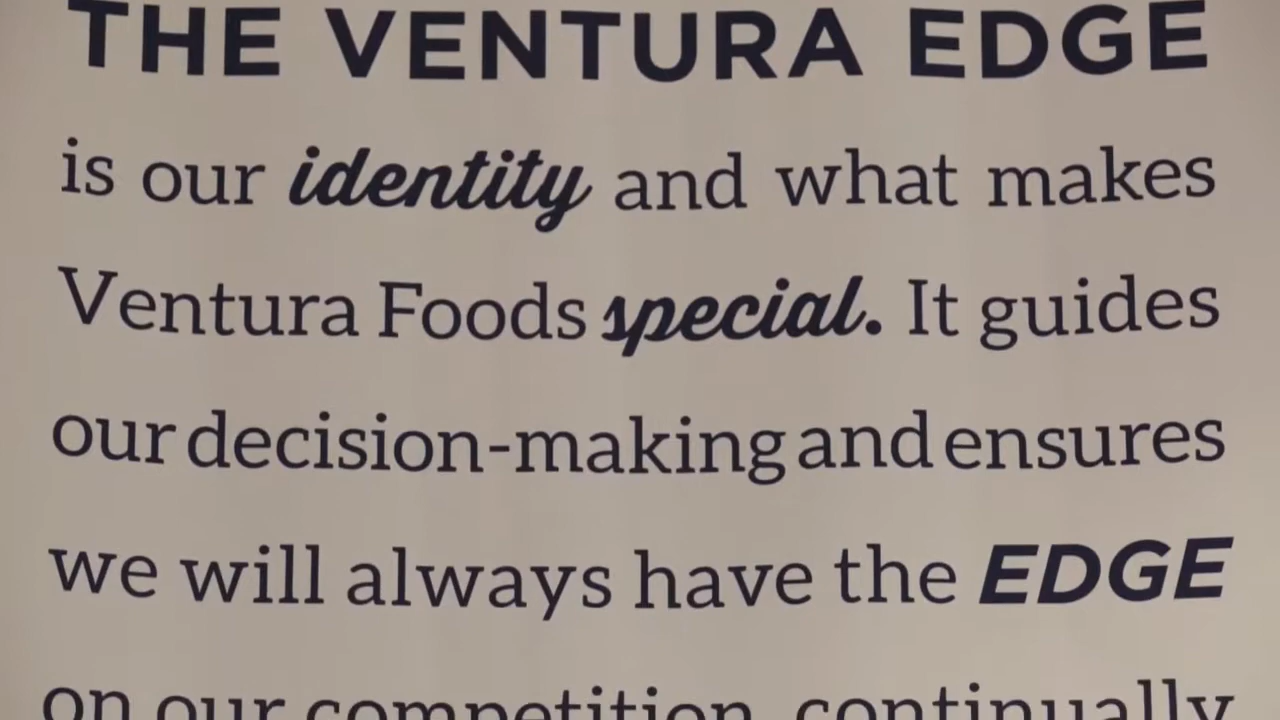 THE VENTURA EDGE
is our identity and what makes
Ventura Foods special. It guides
our decision-making and ensures
we will always have the EDGE
on our competition, continually